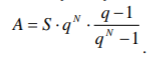 A = S · q^N · (q − 1)/(q^N − 1).